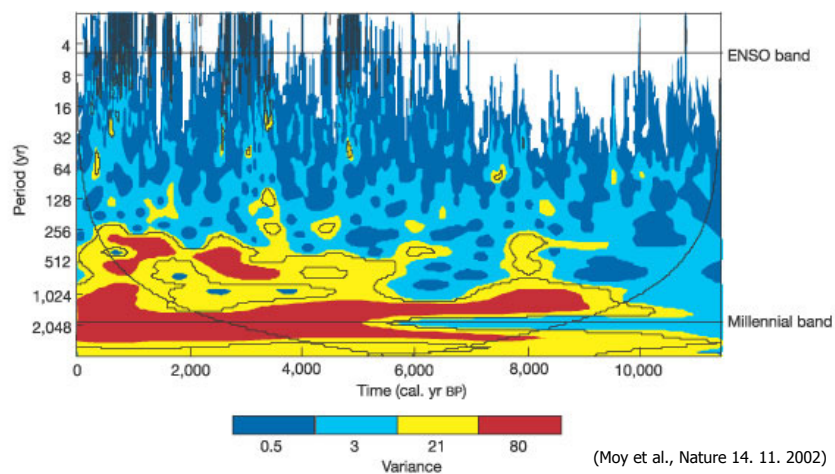 4
ENSO band
8
16
32
64
Period (yr)
128
256
512
1,024
2,048
Millennial band
0 2,000 4,000 6,000 8,000 10,000
Time (cal. yr BP)
0.5 3 21 80
Variance
(Moy et al., Nature 14. 11. 2002)